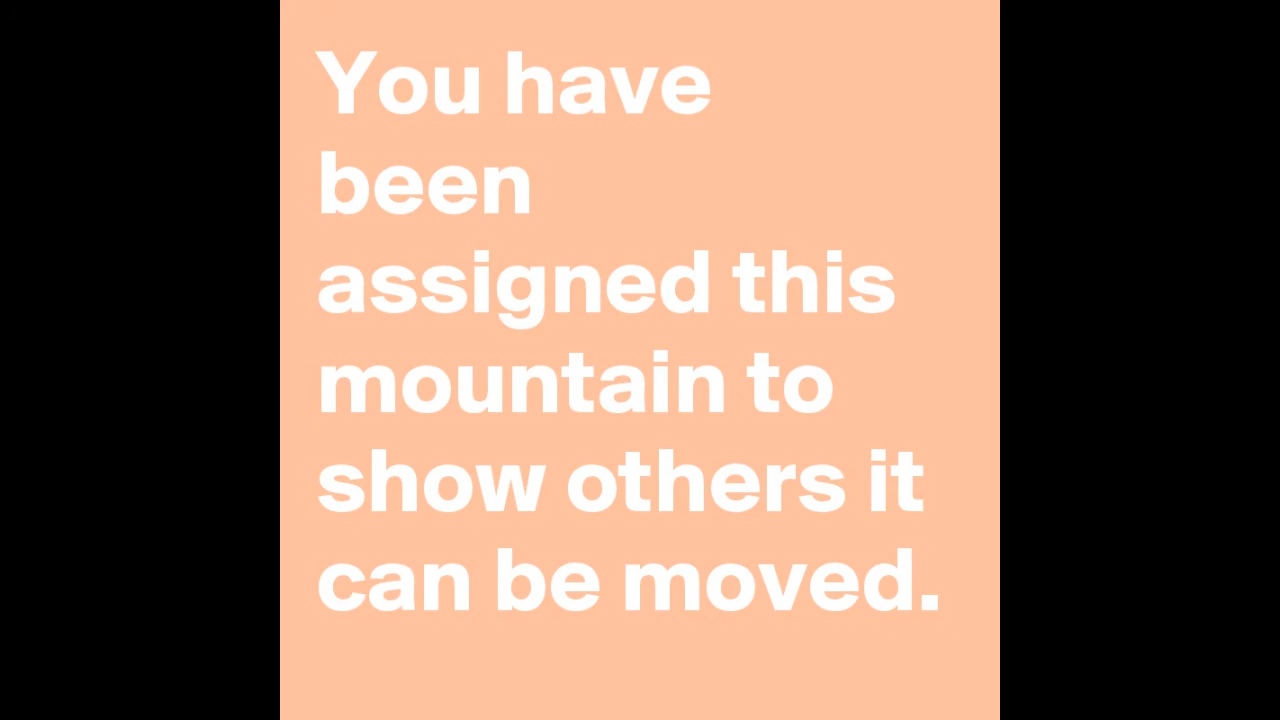 You have
been
assigned this
mountain to
show others it
can be moved.